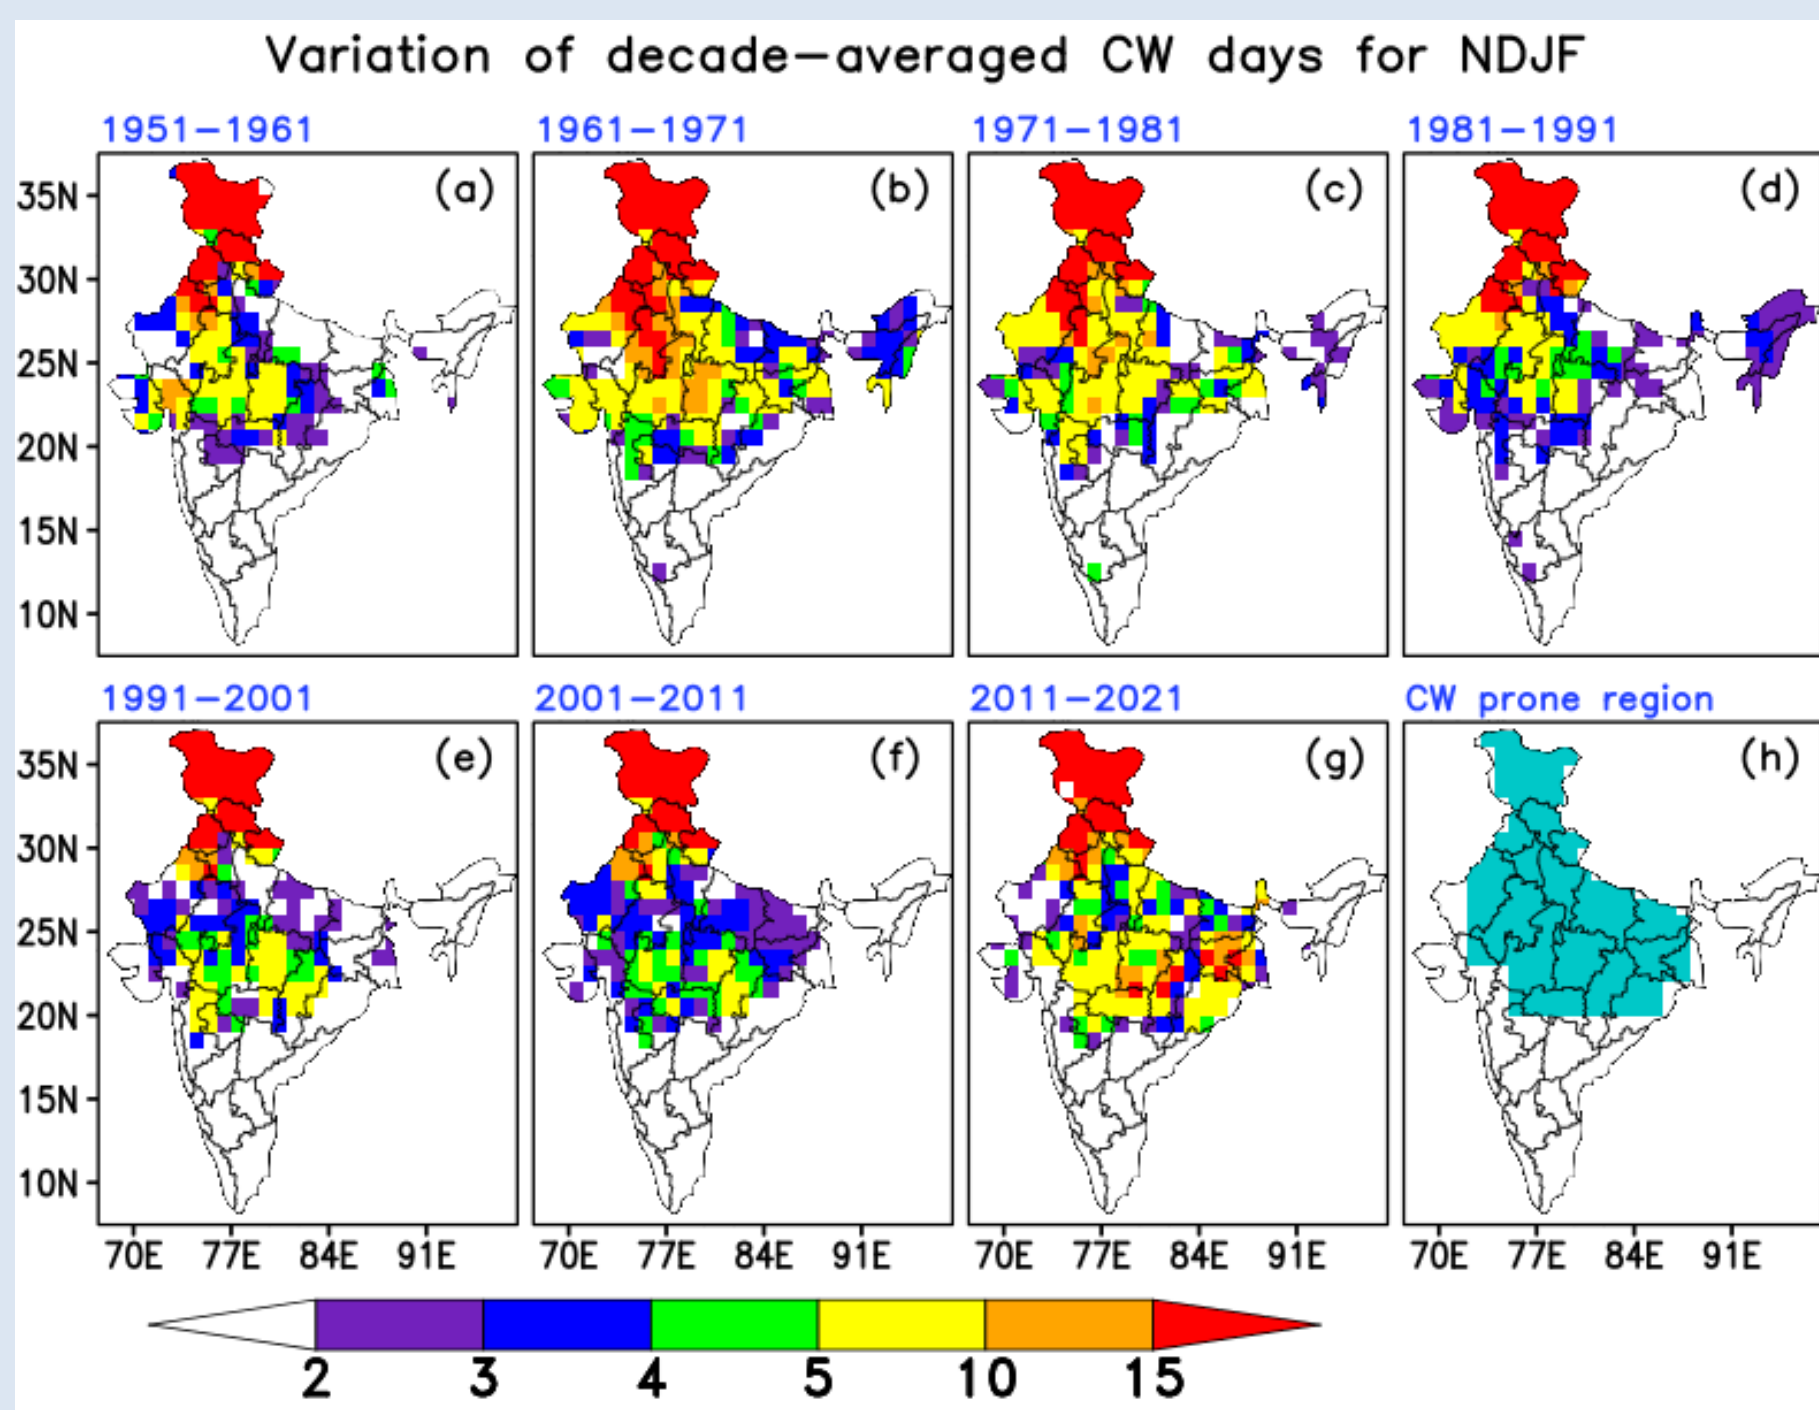 Variation of decade-averaged CW days for NDJF
1951-1961 1961-1971 1971-1981 1981-1991
(a) (b) (c) (d)
35N
30N
25N
20N
15N
10N
1991-2001 2001-2011 2011-2021 CW prone region
(e) (f) (g) (h)
35N
30N
25N
20N
15N
10N
70E 77E 84E 91E 70E 77E 84E 91E 70E 77E 84E 91E 70E 77E 84E 91E
2 3 4 5 10 15